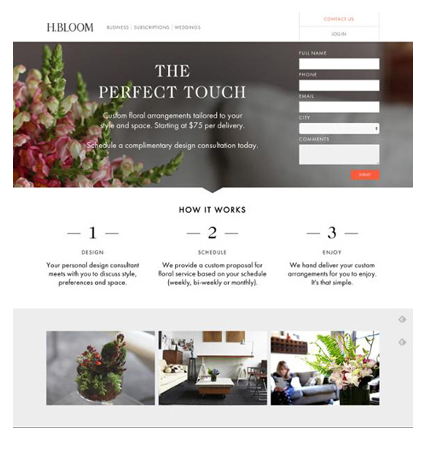 H.BLOOM
BUSINESS | SUBSCRIPTIONS | WEDDINGS
CONTACT US
LOG IN
THE
PERFECT TOUCH
Custom floral arrangements tailored to your
style and space. Starting at $75 per delivery.
Schedule a complimentary design consultation today.
FULL NAME
PHONE
EMAIL
CITY
COMMENTS
SUBMIT
HOW IT WORKS
1
DESIGN
Your personal design consultant
meets with you to discuss style,
preferences and space.
2
SCHEDULE
We provide a custom proposal for
floral service based on your schedule
(weekly, bi-weekly or monthly).
3
ENJOY
We hand deliver your custom
arrangements for you to enjoy.
It's that simple.